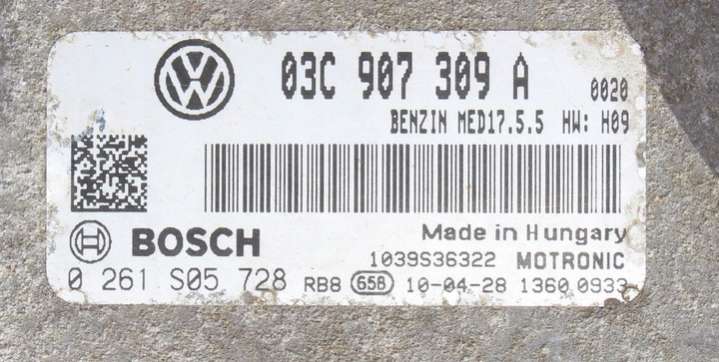 03C 907 309 A 0020
BENZIN MED17.5.5 HW: H09
BOSCH
Made in Hungary
1039S36322 MOTRONIC
0 261 S05 728 RB8 65B 10-04-28 1360 0933